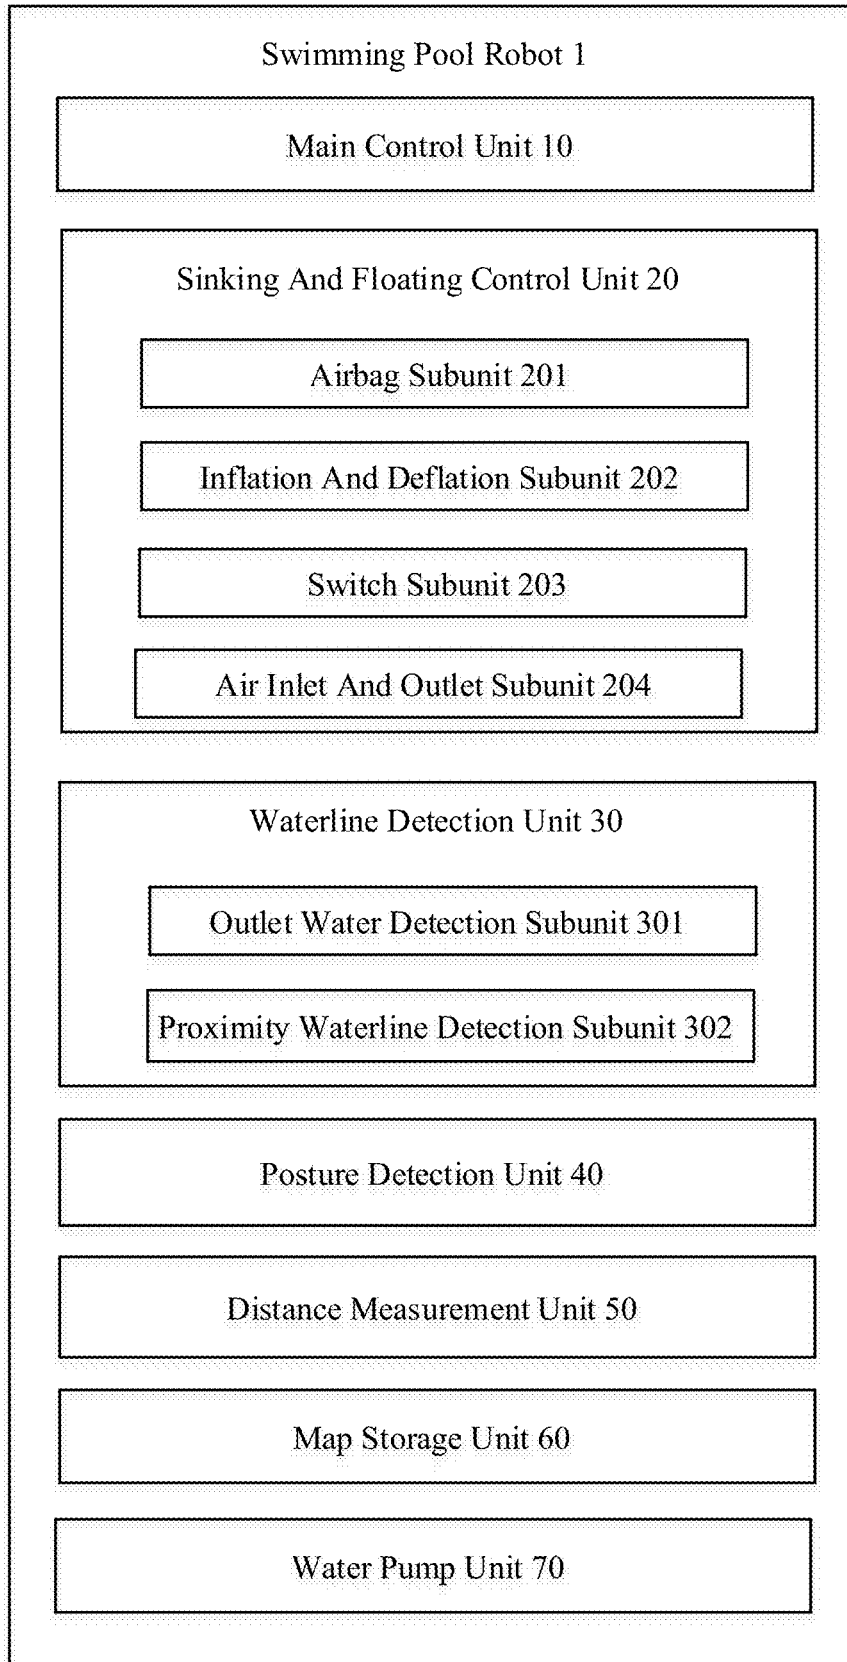 Swimming Pool Robot 1
Main Control Unit 10
Sinking And Floating Control Unit 20
Airbag Subunit 201
Inflation And Deflation Subunit 202
Switch Subunit 203
Air Inlet And Outlet Subunit 204
Waterline Detection Unit 30
Outlet Water Detection Subunit 301
Proximity Waterline Detection Subunit 302
Posture Detection Unit 40
Distance Measurement Unit 50
Map Storage Unit 60
Water Pump Unit 70